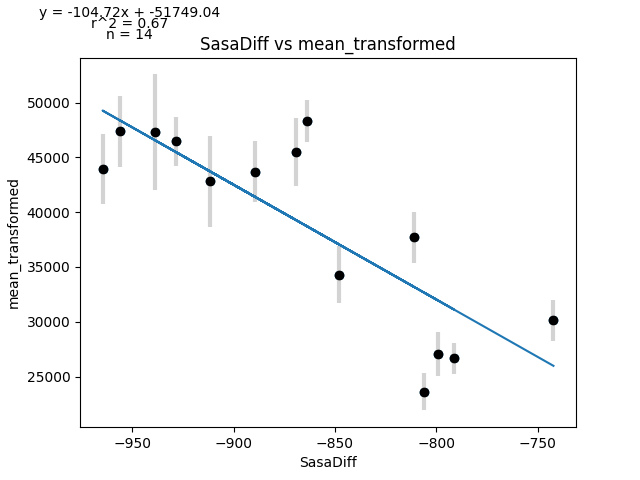 y = -104.72x + -51749.04
r^2 = 0.67
n = 14
SasaDiff vs mean_transformed
50000
45000
40000
35000
30000
25000
mean_transformed
−950
−900
−850
−800
−750
SasaDiff